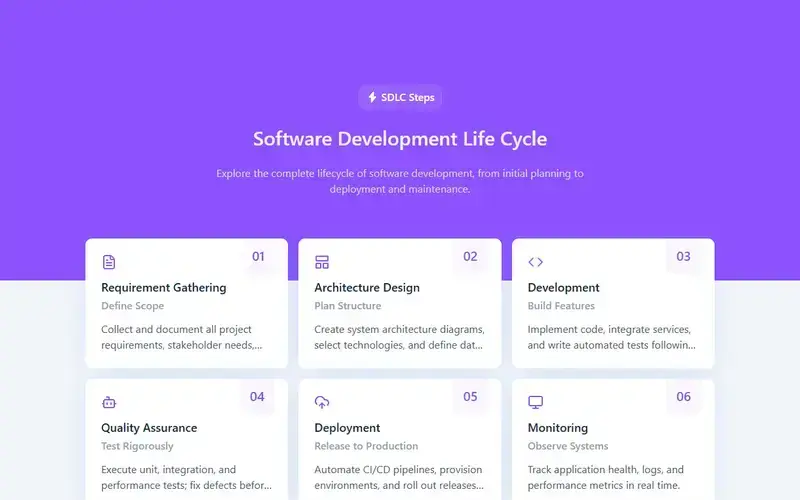 SDLC Steps
Software Development Life Cycle
Explore the complete lifecycle of software development, from initial planning to
deployment and maintenance.
01
Requirement Gathering
Define Scope
Collect and document all project
requirements, stakeholder needs,...
02
Architecture Design
Plan Structure
Create system architecture diagrams,
select technologies, and define dat...
03
Development
Build Features
Implement code, integrate services,
and write automated tests followin...
04
Quality Assurance
Test Rigorously
Execute unit, integration, and
performance tests; fix defects befor...
05
Deployment
Release to Production
Automate CI/CD pipelines, provision
environments, and roll out releases...
06
Monitoring
Observe Systems
Track application health, logs, and
performance metrics in real time.